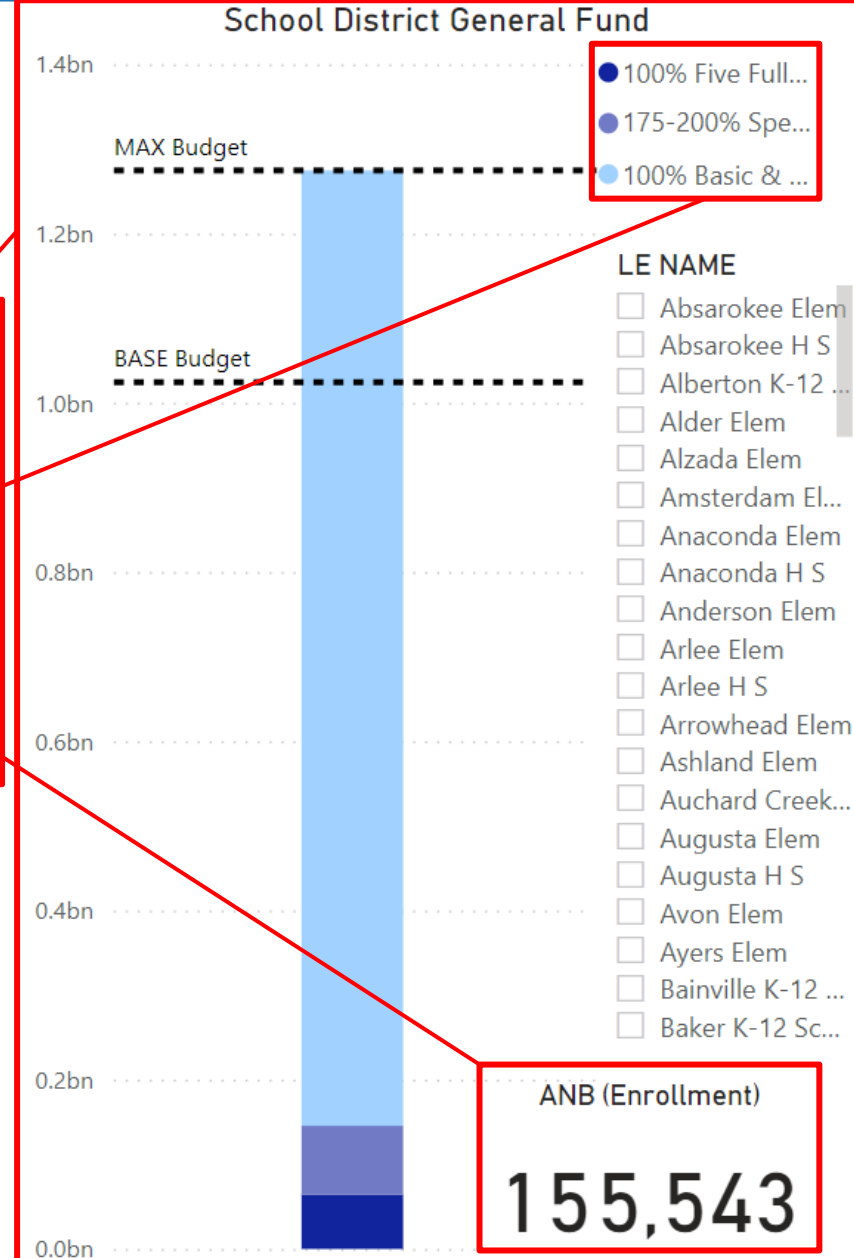 School District General Fund
1.4bn
100% Five Full...
175-200% Spe...
100% Basic & ...
MAX Budget
1.2bn
BASE Budget
1.0bn
0.8bn
0.6bn
0.4bn
0.2bn
0.0bn
LE NAME
Absarokee Elem
Absarokee H S
Alberton K-12 ...
Alder Elem
Alzada Elem
Amsterdam El...
Anaconda Elem
Anaconda H S
Anderson Elem
Arlee Elem
Arlee H S
Arrowhead Elem
Ashland Elem
Auchard Creek...
Augusta Elem
Augusta H S
Avon Elem
Ayers Elem
Bainville K-12 ...
Baker K-12 Sc...
ANB (Enrollment)
155,543